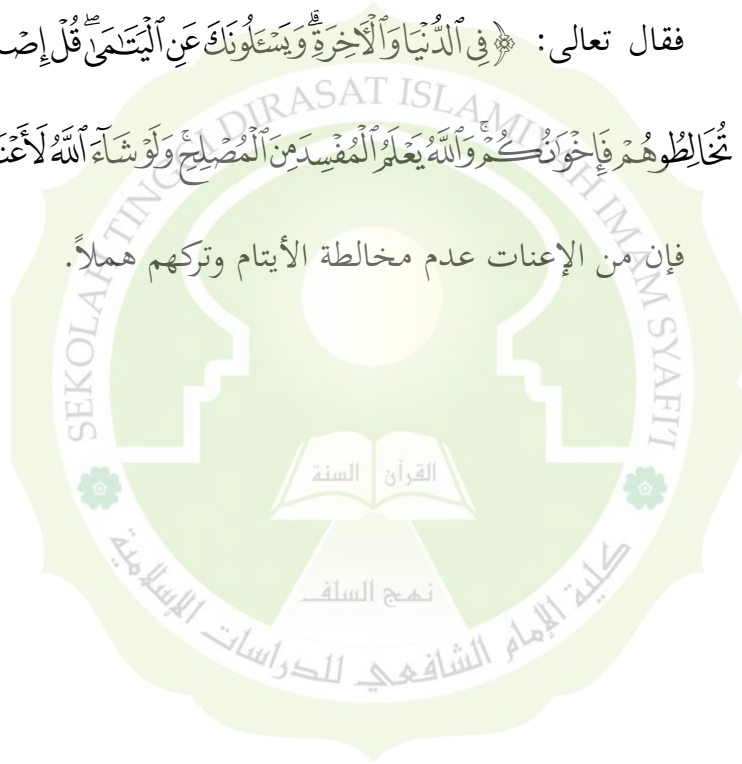 فقال تعالى: ﴿فِي ٱلدُّنْيَا وَٱلْأَخِرَةِۗ وَيَسْـَٔلُونَكَ عَنِ ٱلْيَتَٰمَىٰۖ قُلْ إِصْ
تُخَالِطُوهُمْ فَإِخْوَٰنُكُمْۚ وَٱللَّهُ يَعْلَمُ ٱلْمُفْسِدَ مِنَ ٱلْمُصْلِحِۚ وَلَوْ شَآءَ ٱللَّهُ لَأَعْنَ
فإن من الإعنات عدم مخالطة الأيتام وتركهم هملاً.
SEKOLAH TINGGI DIRASAT ISLAMIYAH IMAM SYAFI'I
القرآن السنة
نهج السلف
كلية الإمام الشافعي للدراسات الإسلامية